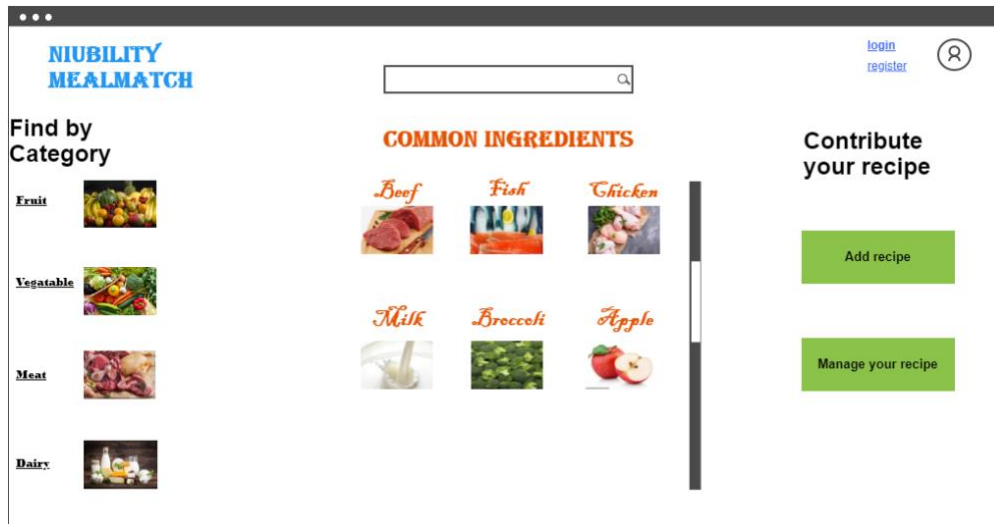 NIUBILITY
MEALMATCH
login
register
Find by
Category
Fruit
Vegatable
Meat
Dairy
COMMON INGREDIENTS
Beef Fish Chicken
Milk Broccoli Apple
Contribute
your recipe
Add recipe
Manage your recipe